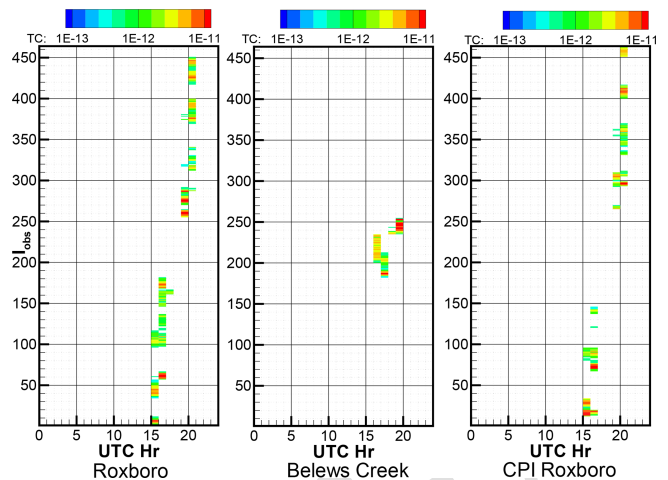 TC: 1E-13 1E-12 1E-11 TC: 1E-13 1E-12 1E-11 TC: 1E-13 1E-12 1E-11
450 450 450
400 400 400
350 350 350
300 300 300
250 250 250
I obs
200 200 200
150 150 150
100 100 100
50 50 50
0 5 10 15 20 0 5 10 15 20 0 5 10 15 20
UTC Hr UTC Hr UTC Hr
Roxboro Belews Creek CPI Roxboro